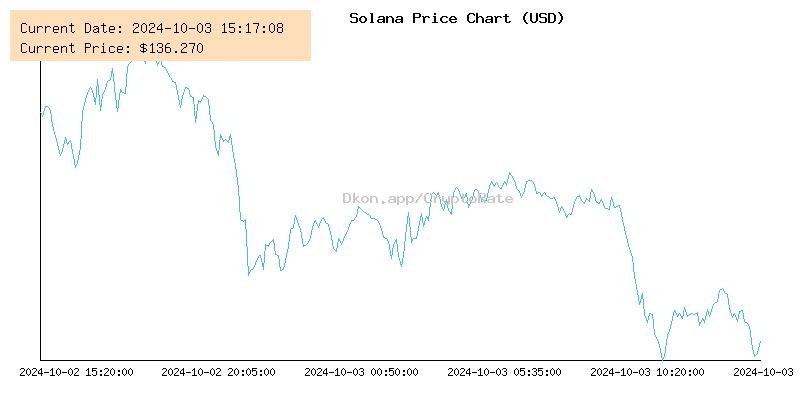 Solana Price Chart (USD)
Current Date: 2024-10-03 15:17:08
Current Price: $136.270
Dkon.app/CryptoRate
2024-10-02 15:20:00 2024-10-02 20:05:00 2024-10-03 00:50:00 2024-10-03 05:35:00 2024-10-03 10:20:00 2024-10-03